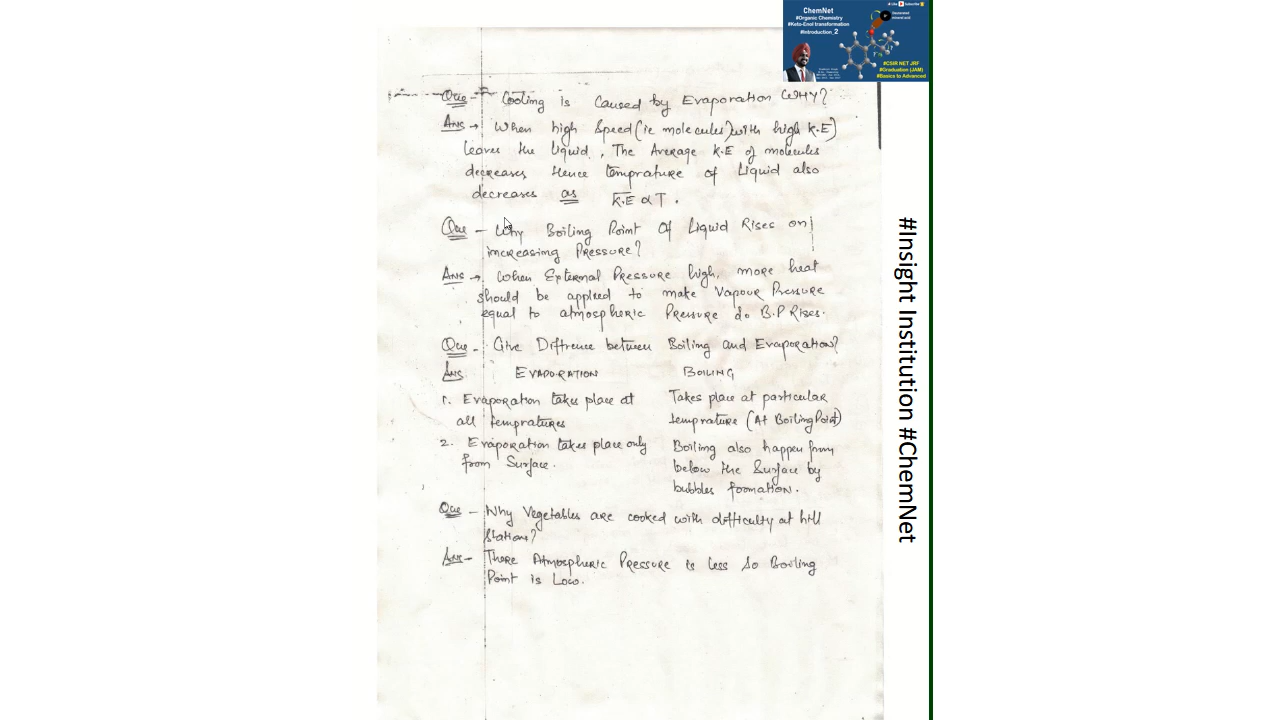 ChemNet
#Organic Chemistry
#Keto-Enol transformation
#Introduction_2
#CSIR NET JRF
#Graduation (JAM)
#Basics to Advanced
Que - Cooling is Caused by Evaporation WHY?
Ans → When high Speed (ie molecules) with high K.E)
leaves the liquid, The Average K.E of molecules
decreases Hence temprature of Liquid also
decreases as K.E α T.
Que - Why Boiling Point Of Liquid Rises on
increasing Pressure?
Ans → When External Pressure high, more heat
should be applied to make Vapour Pressure
equal to atmospheric Pressure so B.P Rises.
Que - Give Diffrence between Boiling and Evaporation?
Ans EVAPORATION BOILING
1. Evaporation takes place at Takes place at particular
all tempratures temprature (At Boiling Point)
2. Evaporation takes place only Boiling also happen from
from Surface. below the Surface by
bubbles formation.
Que - Why Vegetables are cooked with difficulty at hill
Station?
Ans - There Atmospheric Pressure is less So Boiling
Point is Low.
#Insight Institution #ChemNet